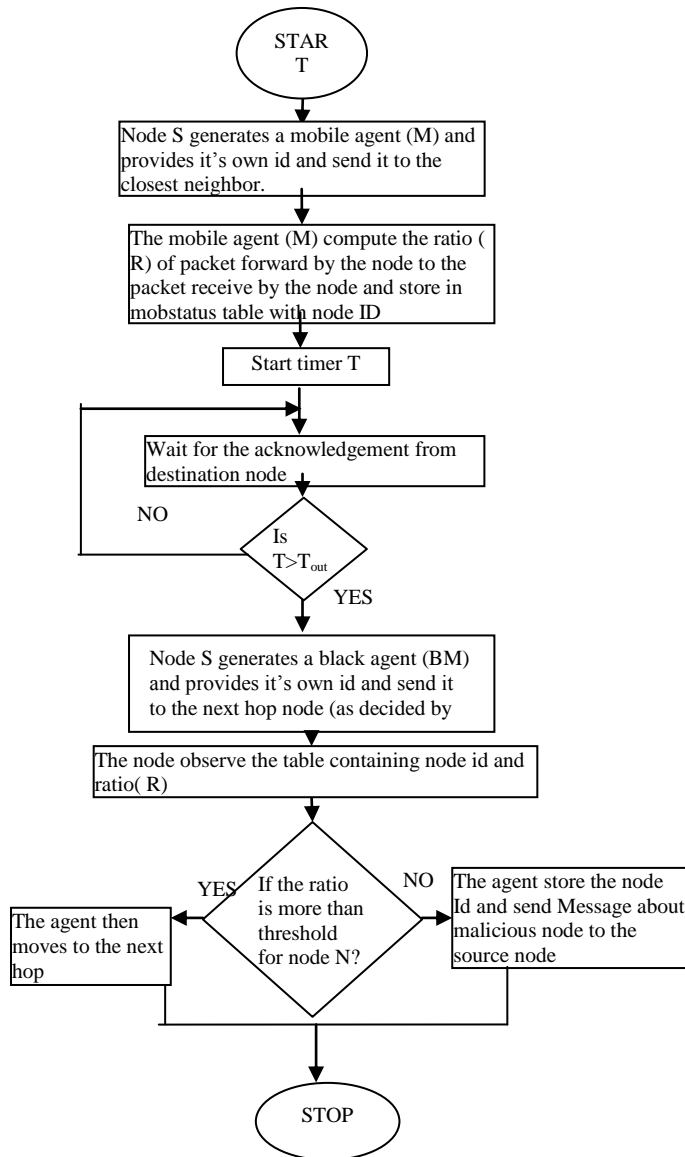 STAR
T
Node S generates a mobile agent (M) and
provides it’s own id and send it to the
closest neighbor.
The mobile agent (M) compute the ratio (
R) of packet forward by the node to the
packet receive by the node and store in
mobstatus table with node ID
Start timer T
Wait for the acknowledgement from
destination node
NO
Is
T>Tout
YES
Node S generates a black agent (BM)
and provides it’s own id and send it
to the next hop node (as decided by
The node observe the table containing node id and
ratio( R)
YES
If the ratio
is more than
threshold
for node N?
NO
The agent then
moves to the next
hop
The agent store the node
Id and send Message about
malicious node to the
source node
STOP